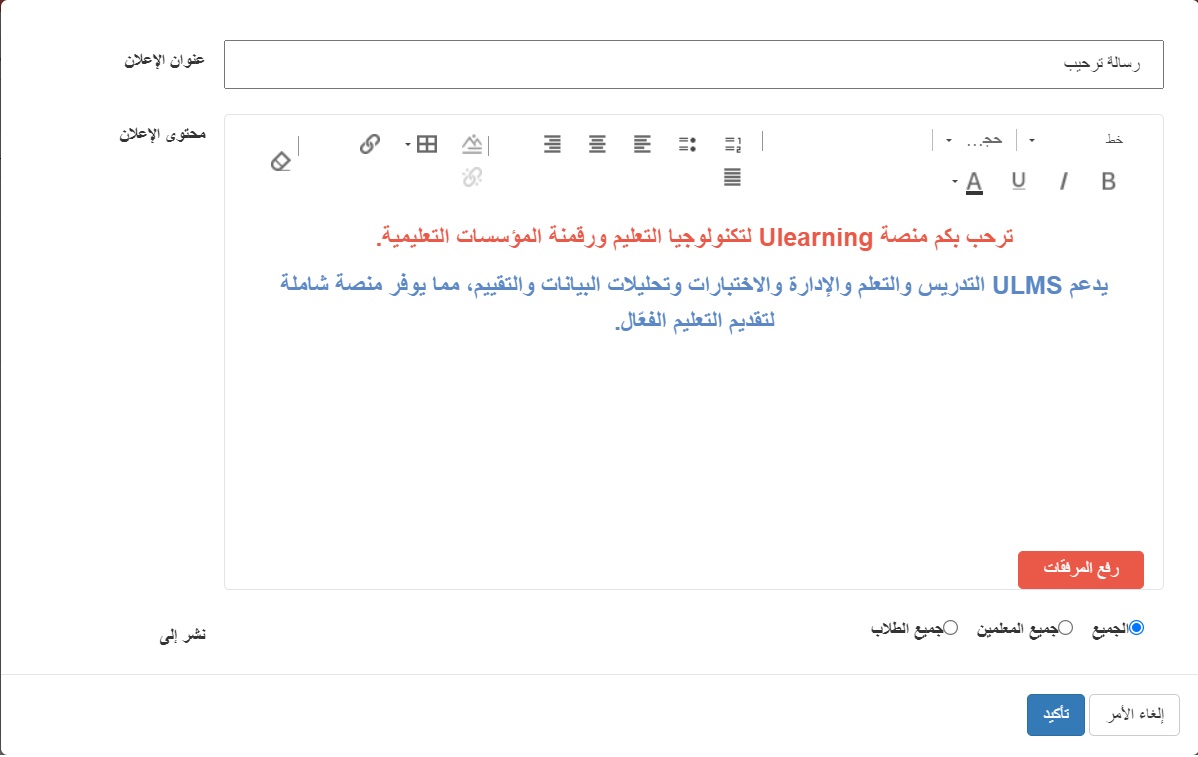 عنوان الإعلان
رسالة ترحيب
محتوى الإعلان
خط
حجـ...
B I U A
ترحب بكم منصة Ulearning لتكنولوجيا التعليم ورقمنة المؤسسات التعليمية.
يدعم ULMS التدريس والتعلم والإدارة والاختبارات وتحليلات البيانات والتقييم، مما يوفر منصة شاملة
لتقديم التعليم الفعّال.
رفع المرفقات
نشر إلى
الجميع جميع المعلمين جميع الطلاب
إلغاء الأمر تأكيد